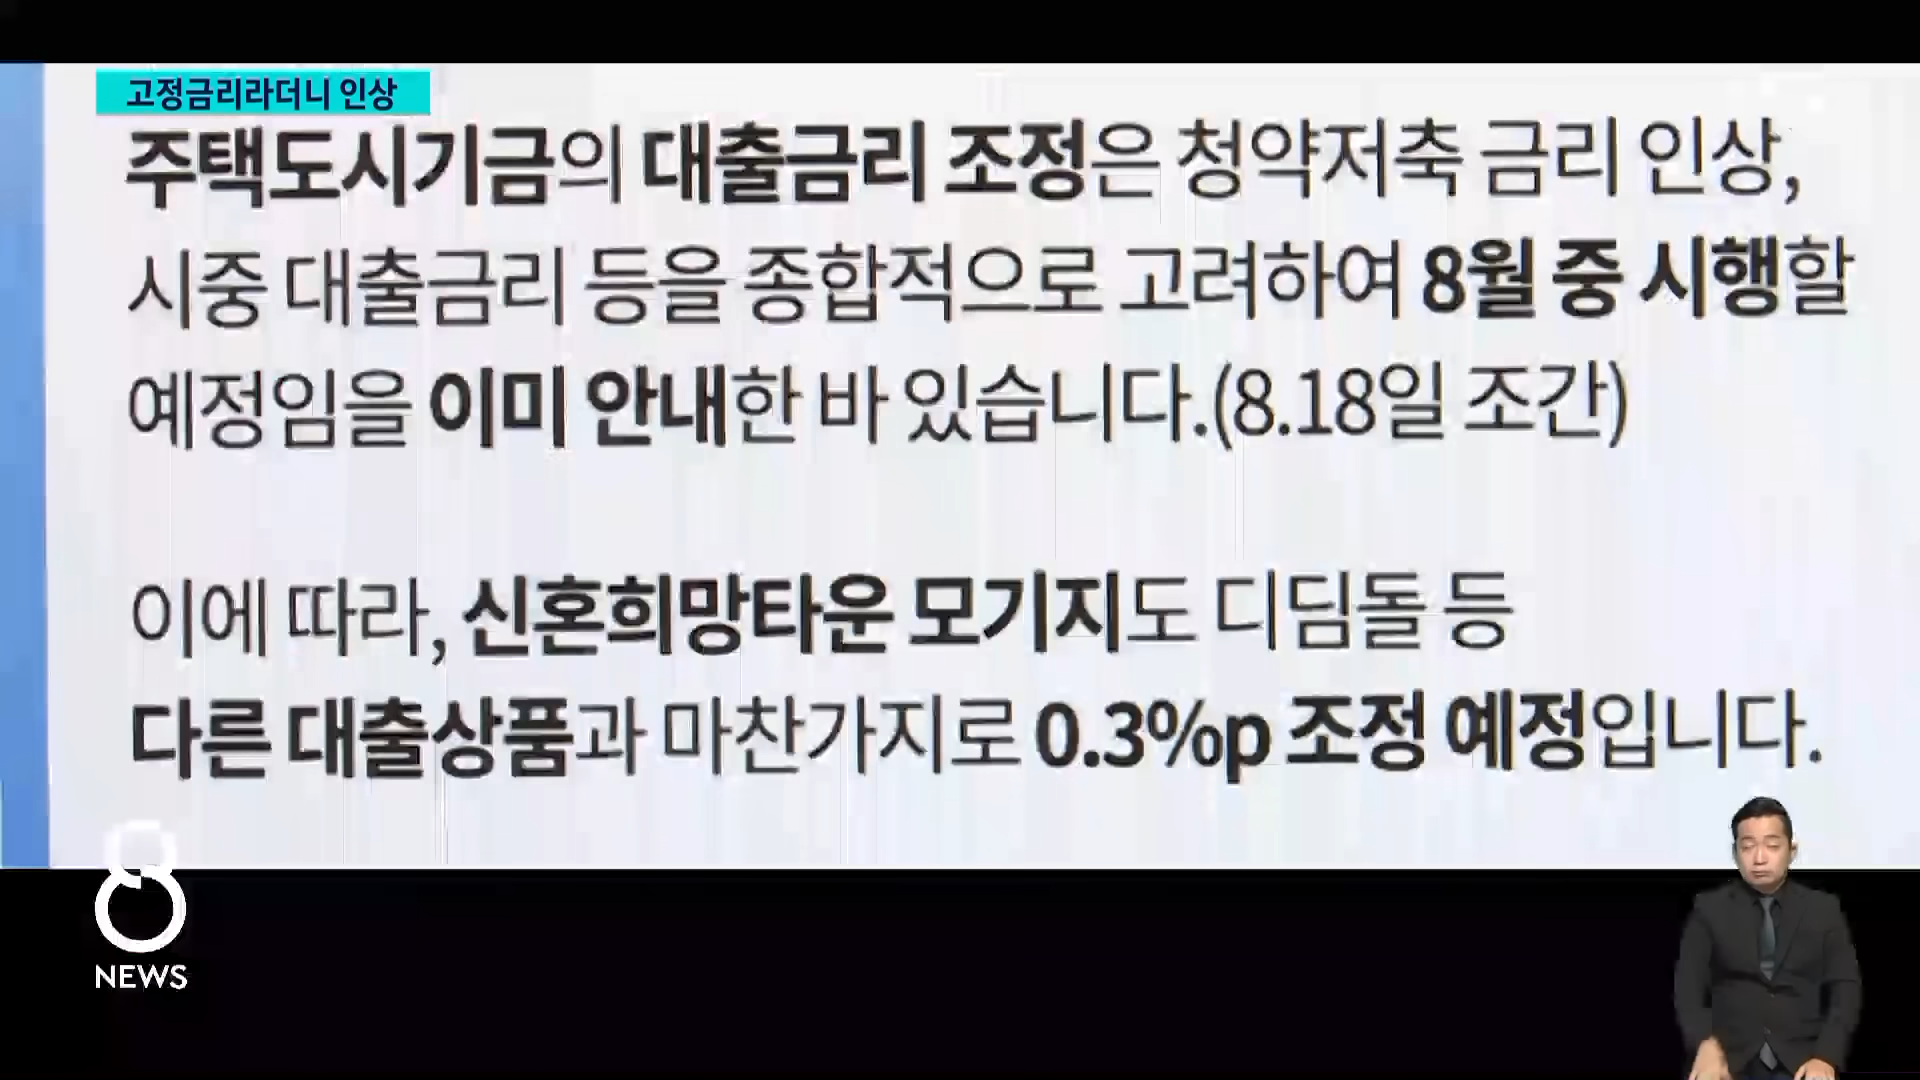 고정금리라더니 인상
주택도시기금의 대출금리 조정은 청약저축 금리 인상,
시중 대출금리 등을 종합적으로 고려하여 8월 중 시행할
예정임을 이미 안내한 바 있습니다.(8.18일 조간)
이에 따라, 신혼희망타운 모기지도 디딤돌 등
다른 대출상품과 마찬가지로 0.3%p 조정 예정입니다.
8
NEWS